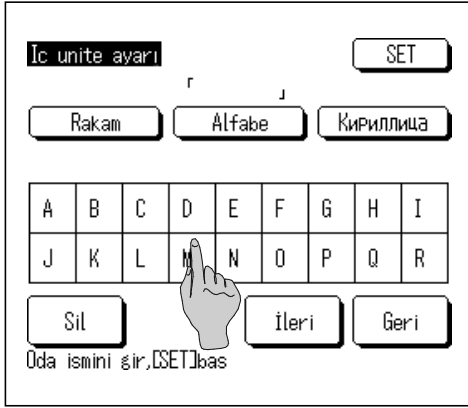 Ic unite ayarı SET
「 」
Rakam Alfabe Кириллица
A B C D E F G H I
J K L M N O P Q R
Sil İleri Geri
Oda ismini gir,[SET]bas